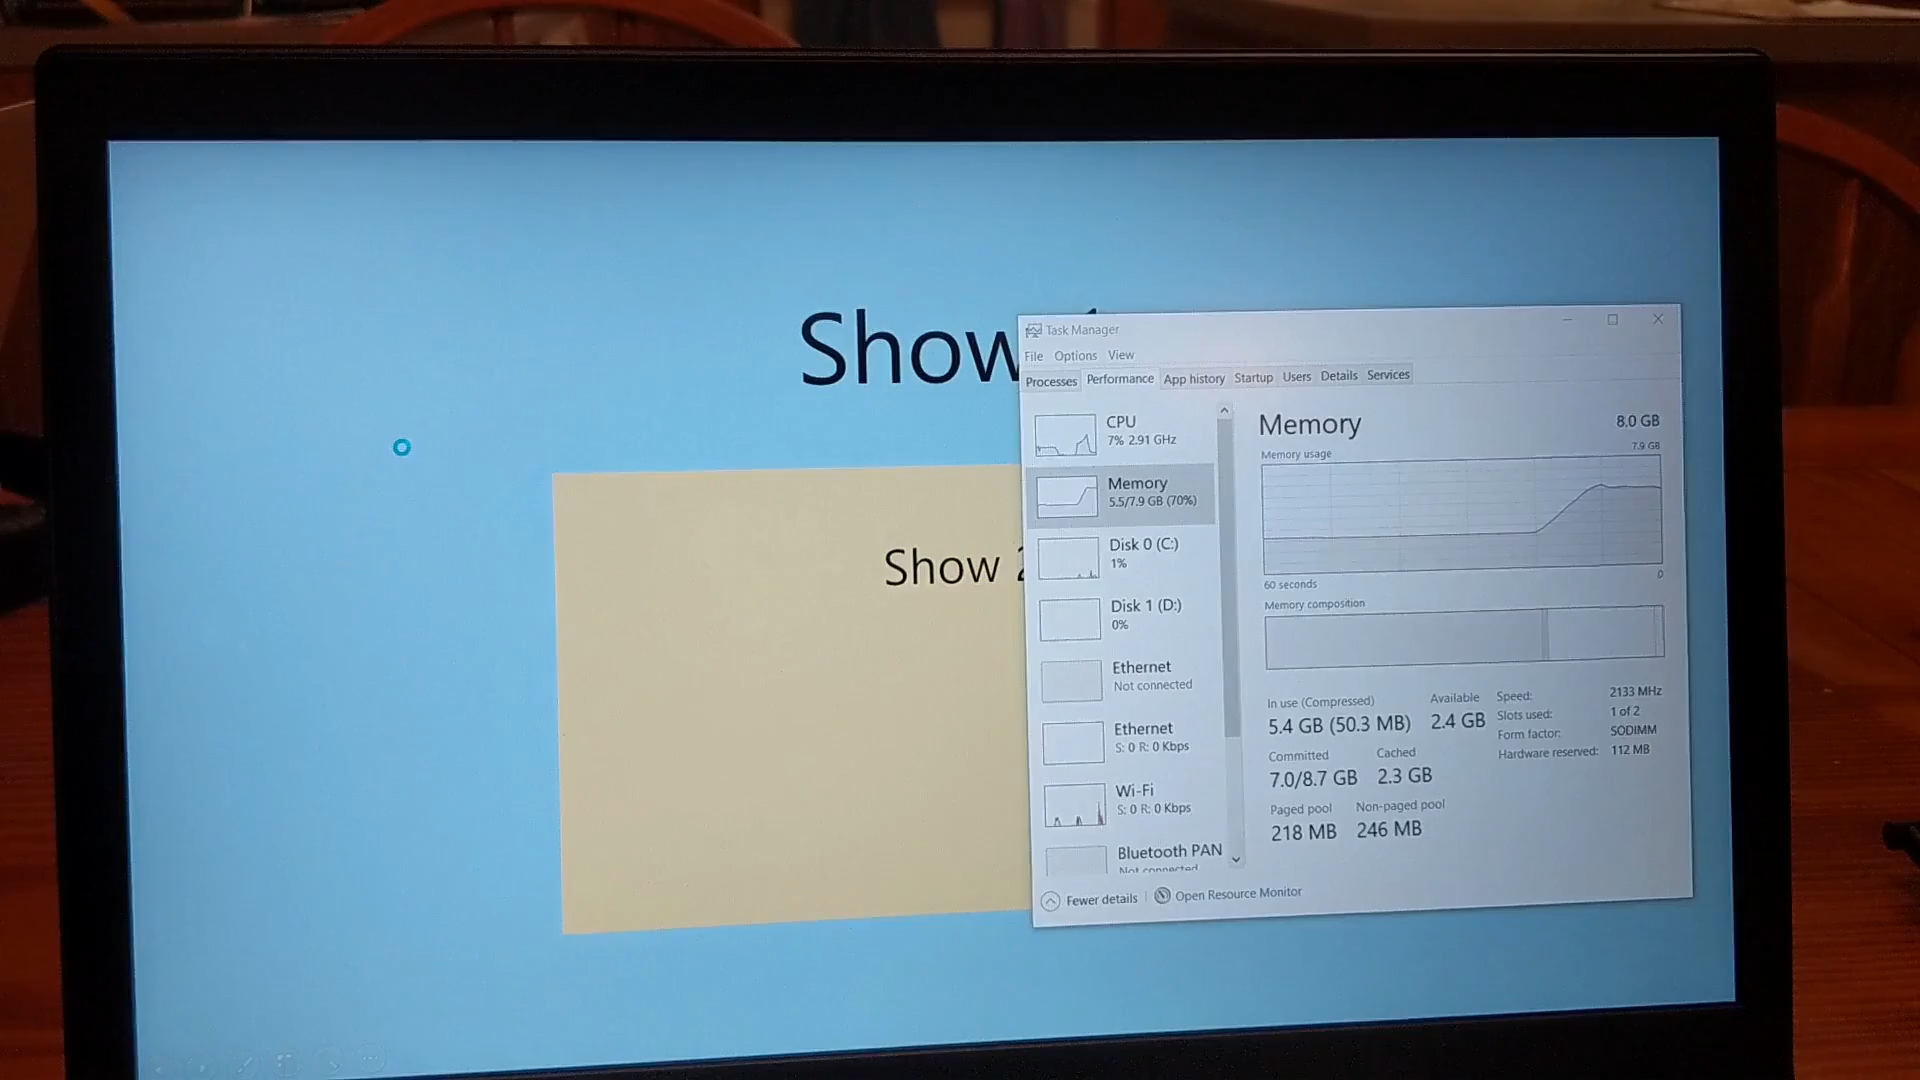 Show
Show 2
Task Manager
File Options View
Processes Performance App history Startup Users Details Services
CPU
7% 2.91 GHz
Memory
5.5/7.9 GB (70%)
Disk 0 (C:)
1%
Disk 1 (D:)
0%
Ethernet
Not connected
Ethernet
S: 0 R: 0 Kbps
Wi-Fi
S: 0 R: 0 Kbps
Bluetooth PAN
Not connected
Memory 8.0 GB
Memory usage 7.9 GB
60 seconds 0
Memory composition
In use (Compressed) Available
5.4 GB (50.3 MB) 2.4 GB
Committed Cached
7.0/8.7 GB 2.3 GB
Paged pool Non-paged pool
218 MB 246 MB
Speed: 2133 MHz
Slots used: 1 of 2
Form factor: SODIMM
Hardware reserved: 112 MB
Fewer details Open Resource Monitor